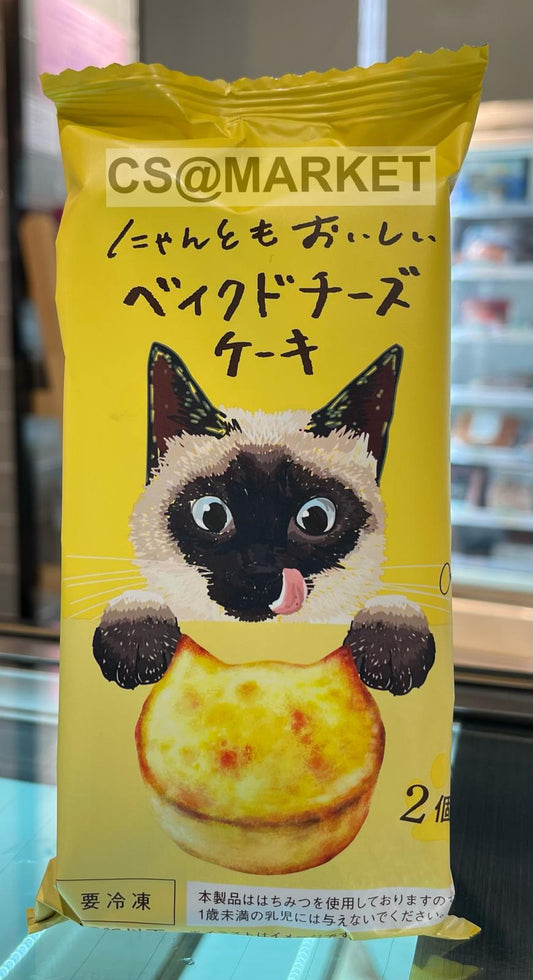 CS@MARKET
にゃんともおいしい
ベイクドチーズ
ケーキ
2個
要冷凍
本製品ははちみつを使用しておりますの
1歳未満の乳児には与えないでください。